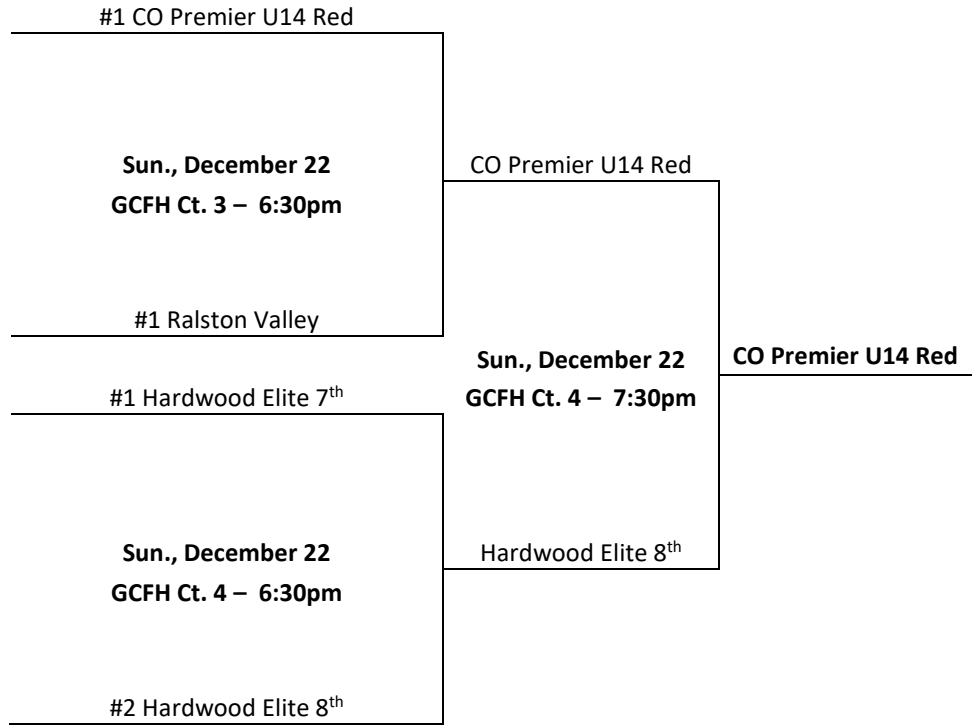 #1 CO Premier U14 Red
Sun., December 22
GCFH Ct. 3 – 6:30pm
CO Premier U14 Red
#1 Ralston Valley
Sun., December 22
GCFH Ct. 4 – 7:30pm
CO Premier U14 Red
#1 Hardwood Elite 7th
Sun., December 22
GCFH Ct. 4 – 6:30pm
Hardwood Elite 8th
#2 Hardwood Elite 8th